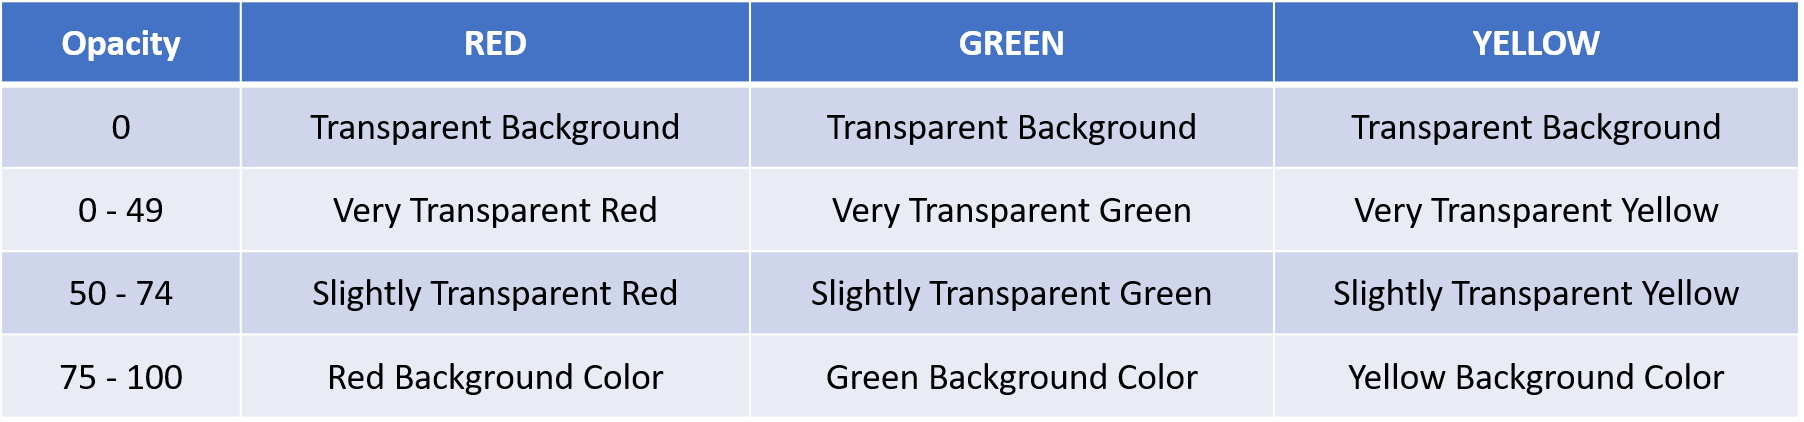 Opacity RED GREEN YELLOW
0 Transparent Background Transparent Background Transparent Background
0 - 49 Very Transparent Red Very Transparent Green Very Transparent Yellow
50 - 74 Slightly Transparent Red Slightly Transparent Green Slightly Transparent Yellow
75 - 100 Red Background Color Green Background Color Yellow Background Color